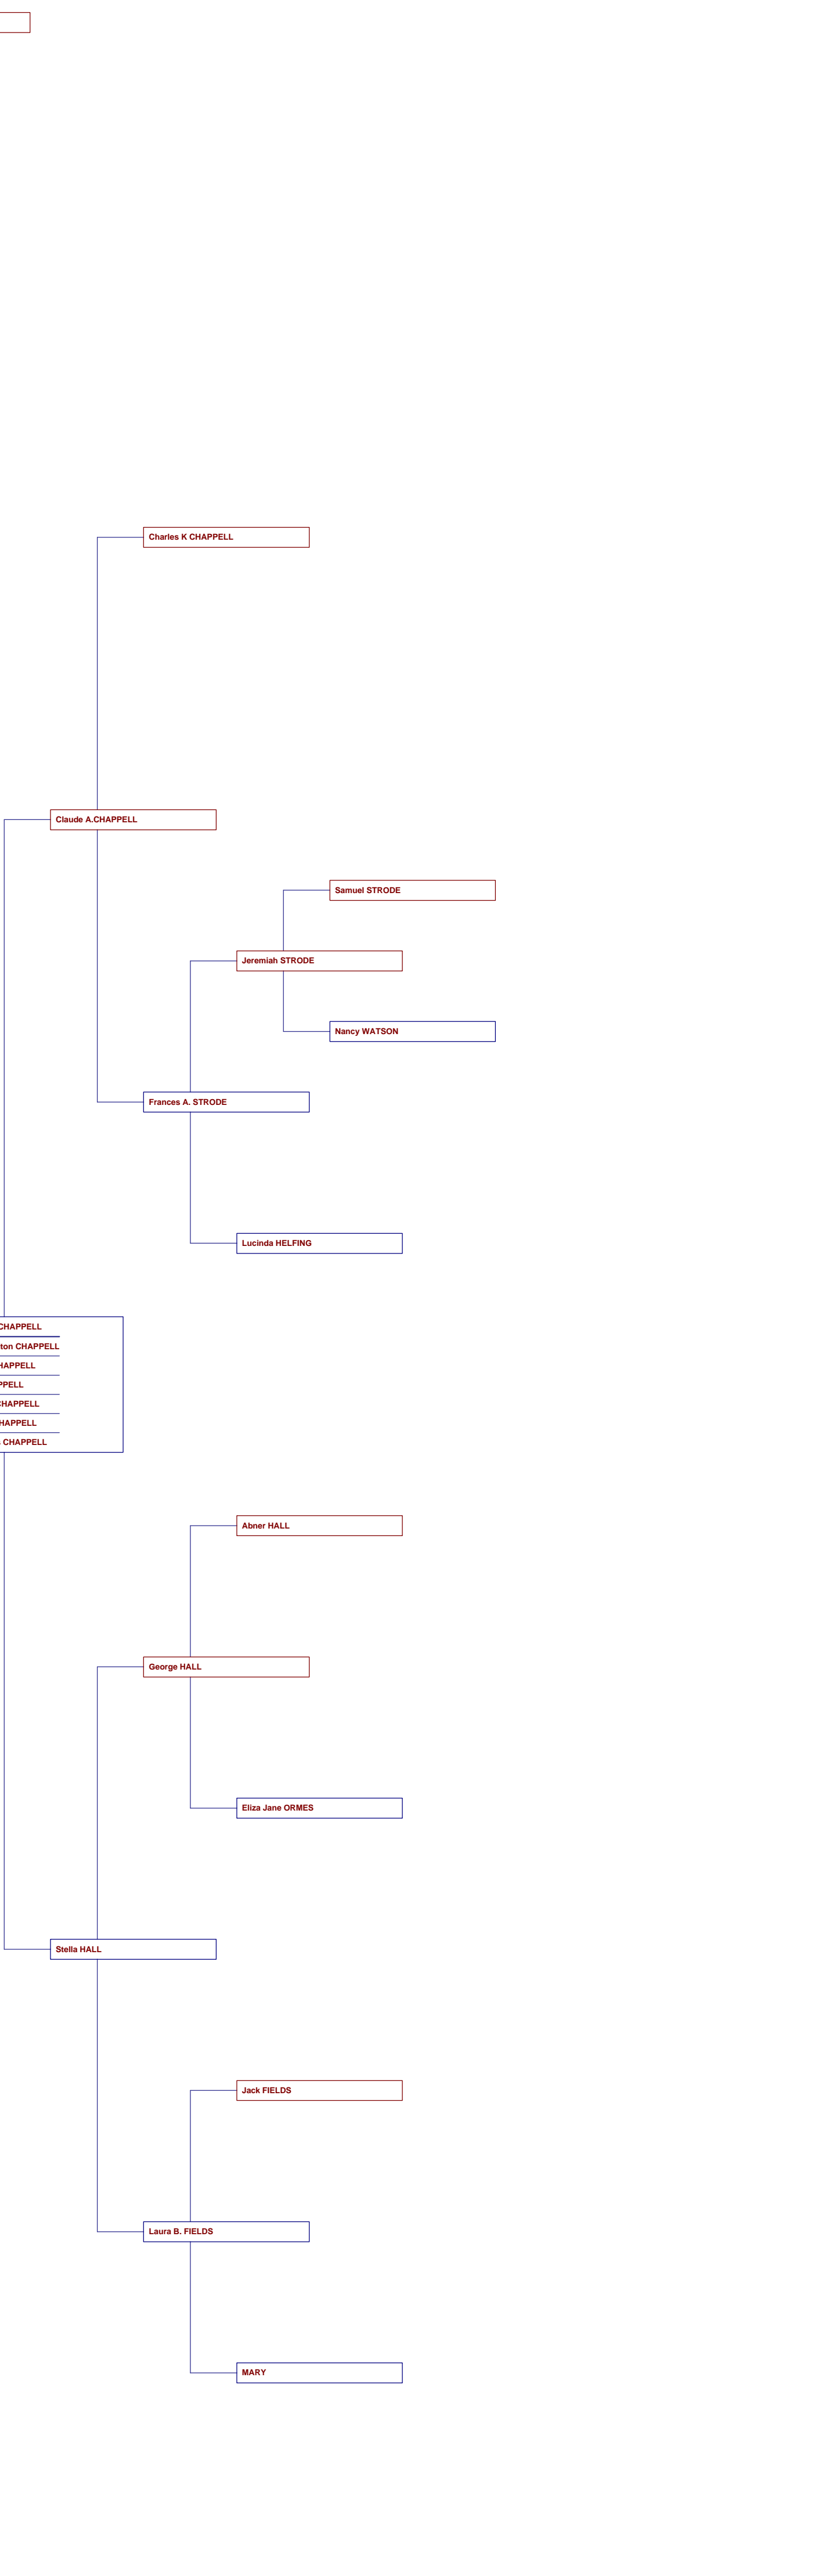 Charles K CHAPPELL
Claude A.CHAPPELL
Samuel STRODE
Jeremiah STRODE
Nancy WATSON
Frances A. STRODE
Lucinda HELFING
CHAPPELL
ton CHAPPELL
HAPPELL
PPELL
CHAPPELL
HAPPELL
CHAPPELL
Abner HALL
George HALL
Eliza Jane ORMES
Stella HALL
Jack FIELDS
Laura B. FIELDS
MARY